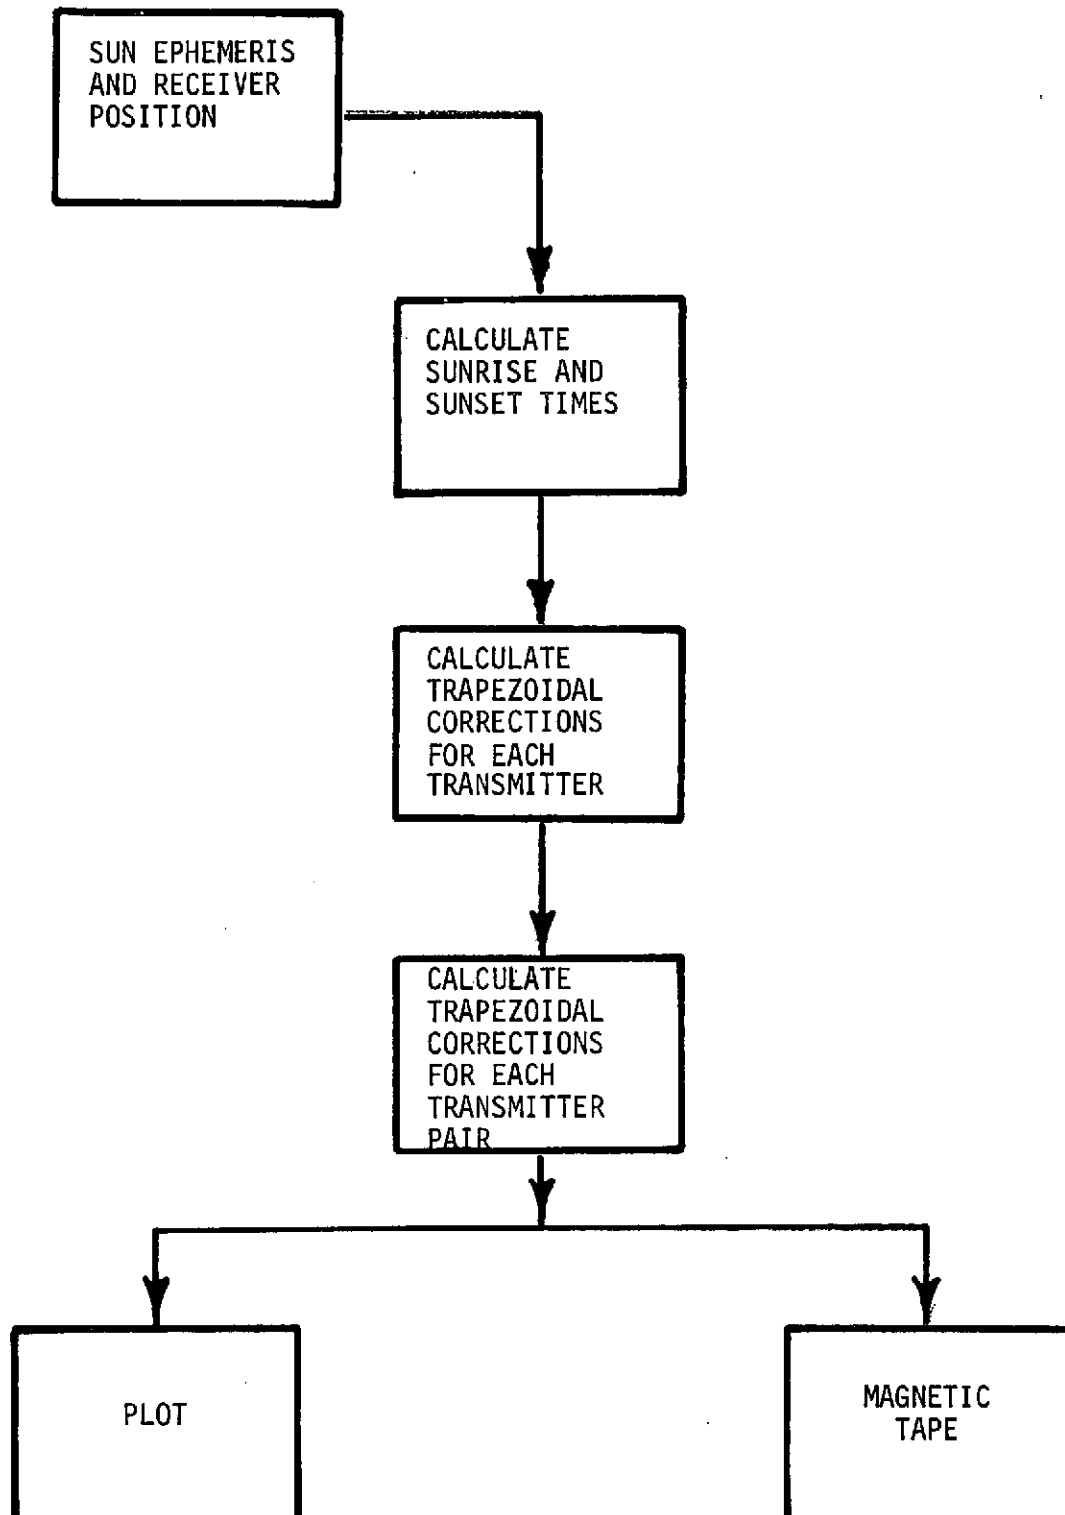 SUN EPHEMERIS
AND RECEIVER
POSITION
CALCULATE
SUNRISE AND
SUNSET TIMES
CALCULATE
TRAPEZOIDAL
CORRECTIONS
FOR EACH
TRANSMITTER
CALCULATE
TRAPEZOIDAL
CORRECTIONS
FOR EACH
TRANSMITTER
PAIR
PLOT
MAGNETIC
TAPE